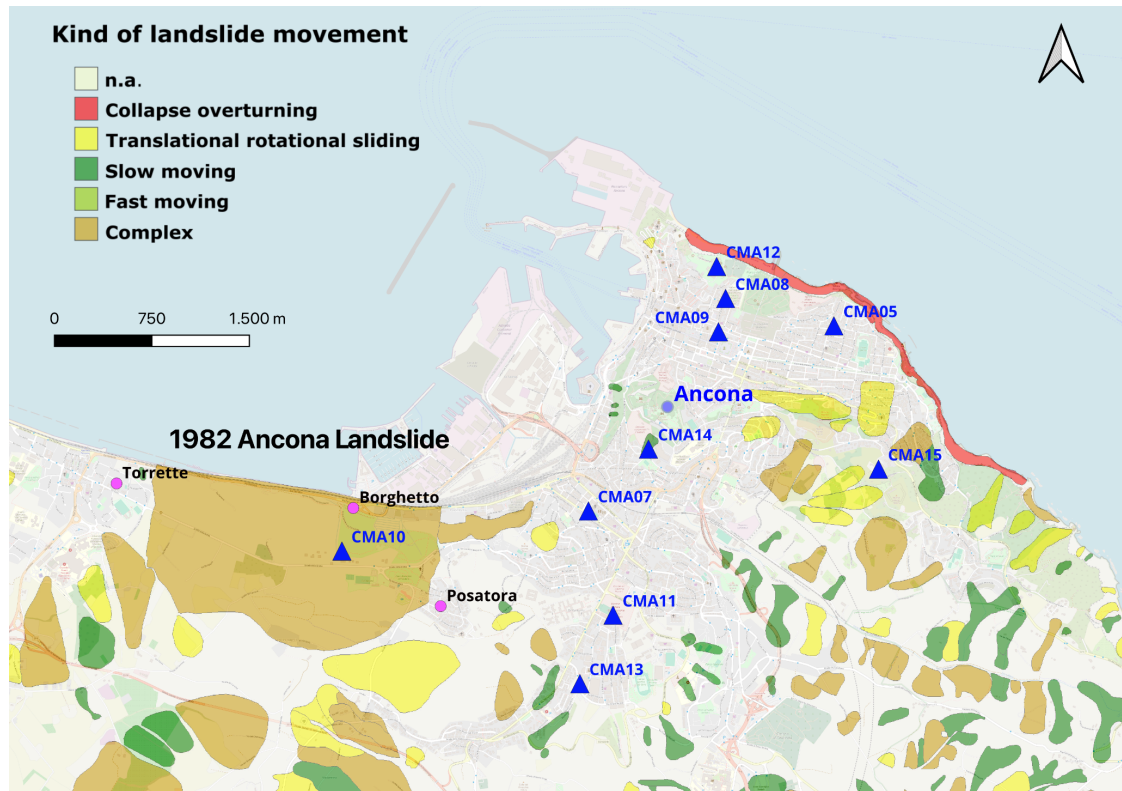 Kind of landslide movement
n.a.
Collapse overturning
Translational rotational sliding
Slow moving
Fast moving
Complex
0 750 1.500 m
CMA12
CMA08
CMA09
CMA05
Ancona
1982 Ancona Landslide
CMA14
CMA15
Torrette
Borghetto
CMA07
CMA10
Posatora
CMA11
CMA13